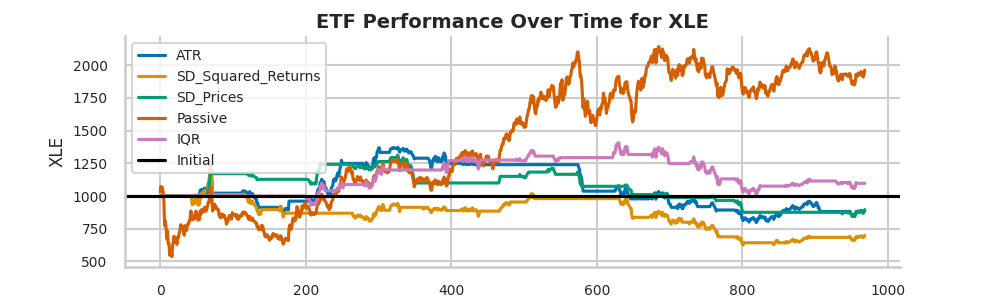 ETF Performance Over Time for XLE
XLE
2000
1750
1500
1250
1000
750
500
ATR
SD_Squared_Returns
SD_Prices
Passive
IQR
Initial
0 200 400 600 800 1000